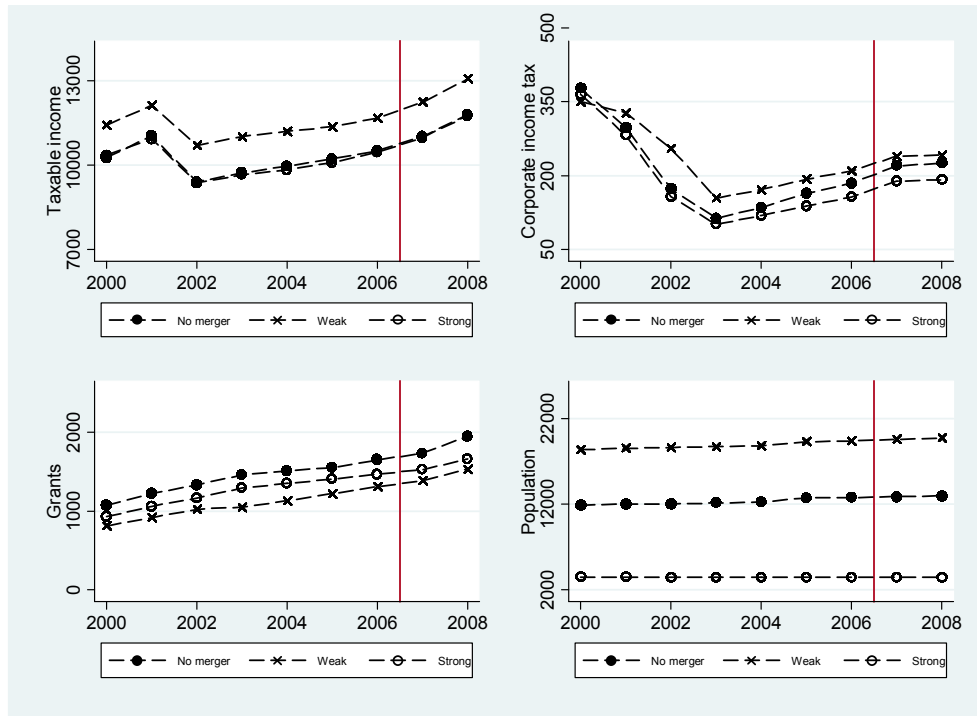 Taxable income
13000
10000
7000
2000 2002 2004 2006 2008
No merger Weak Strong
Corporate income tax
500
350
200
50
2000 2002 2004 2006 2008
No merger Weak Strong
Grants
2000
1000
0
2000 2002 2004 2006 2008
No merger Weak Strong
Population
22000
12000
2000
2000 2002 2004 2006 2008
No merger Weak Strong